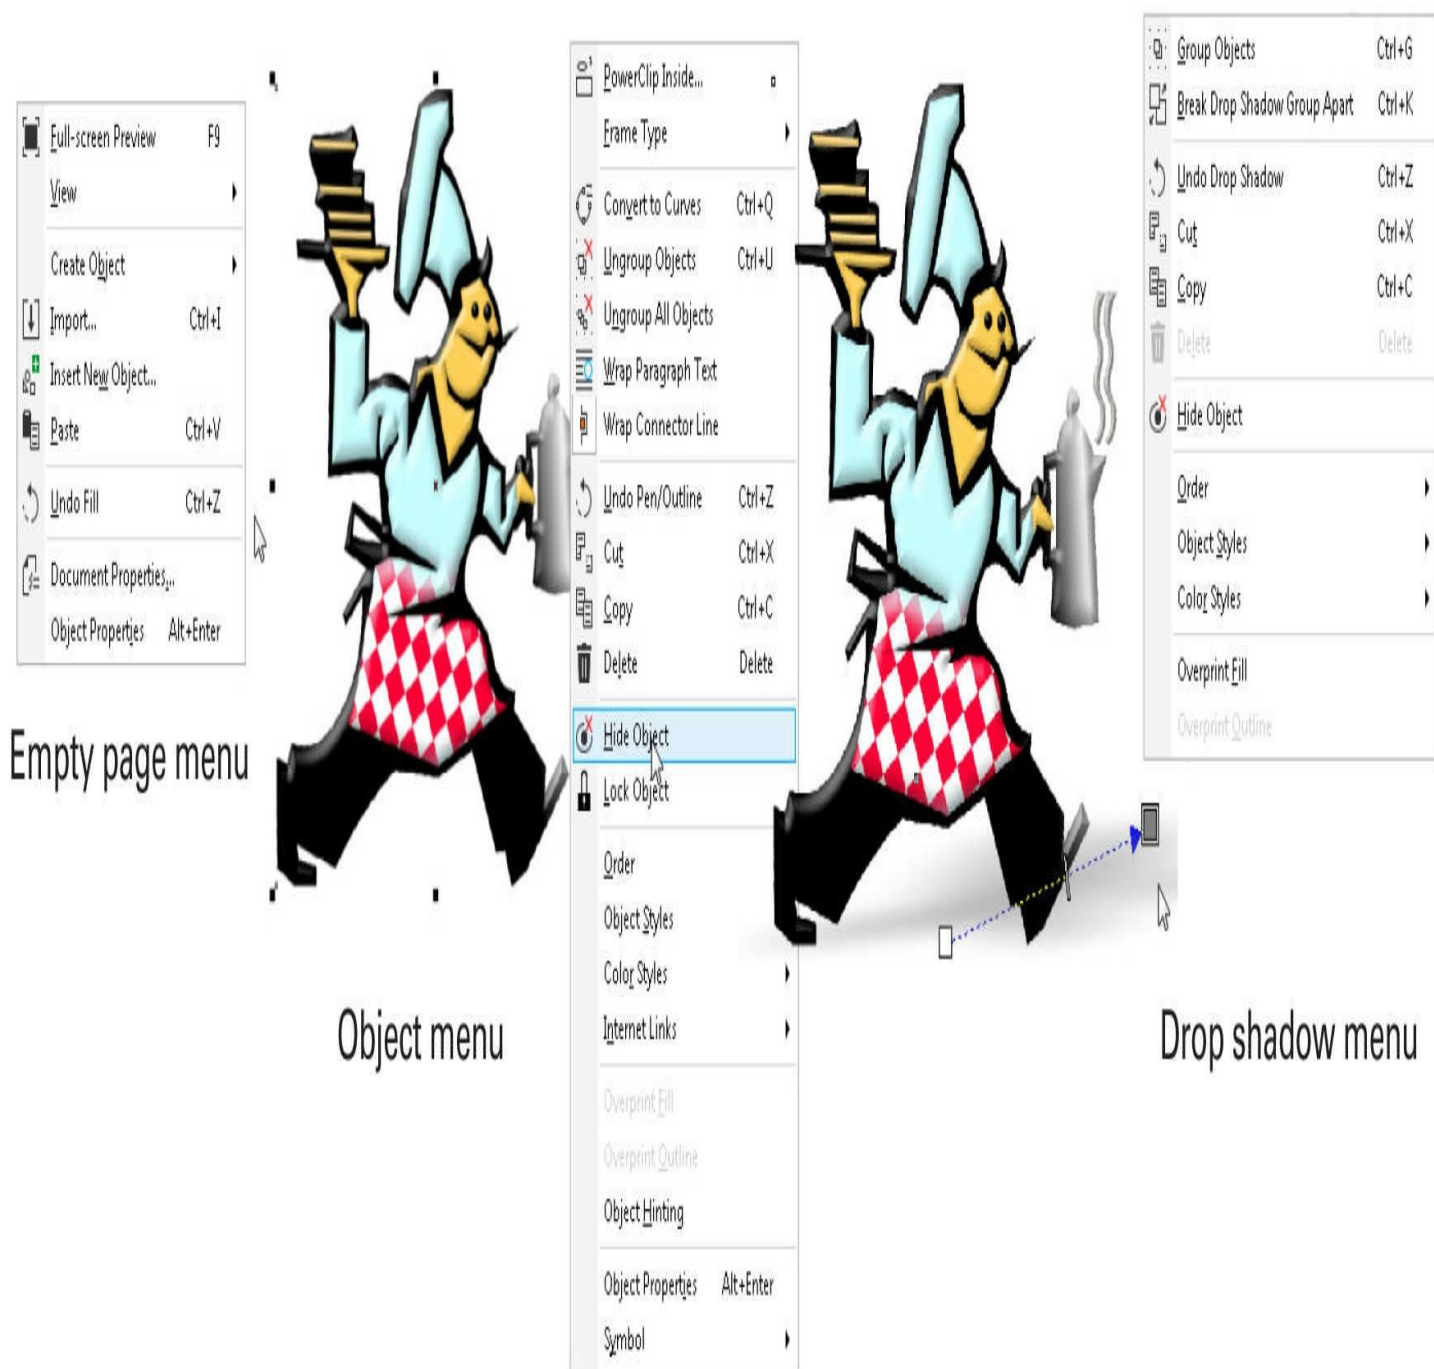 Full-screen Preview F9
View
Create Object
Import... Ctrl+I
Insert New Object...
Paste Ctrl+V
Undo Fill Ctrl+Z
Document Properties...
Object Properties Alt+Enter
Empty page menu
PowerClip Inside...
Frame Type
Convert to Curves Ctrl+Q
Ungroup Objects Ctrl+U
Ungroup All Objects
Wrap Paragraph Text
Wrap Connector Line
Undo Pen/Outline Ctrl+Z
Cut Ctrl+X
Copy Ctrl+C
Delete Delete
Hide Object
Lock Object
Order
Object Styles
Color Styles
Internet Links
Overprint Fill
Overprint Outline
Object Hinting
Object Properties Alt+Enter
Symbol
Object menu
Group Objects Ctrl+G
Break Drop Shadow Group Apart Ctrl+K
Undo Drop Shadow Ctrl+Z
Cut Ctrl+X
Copy Ctrl+C
Delete Delete
Hide Object
Order
Object Styles
Color Styles
Overprint Fill
Overprint Outline
Drop shadow menu